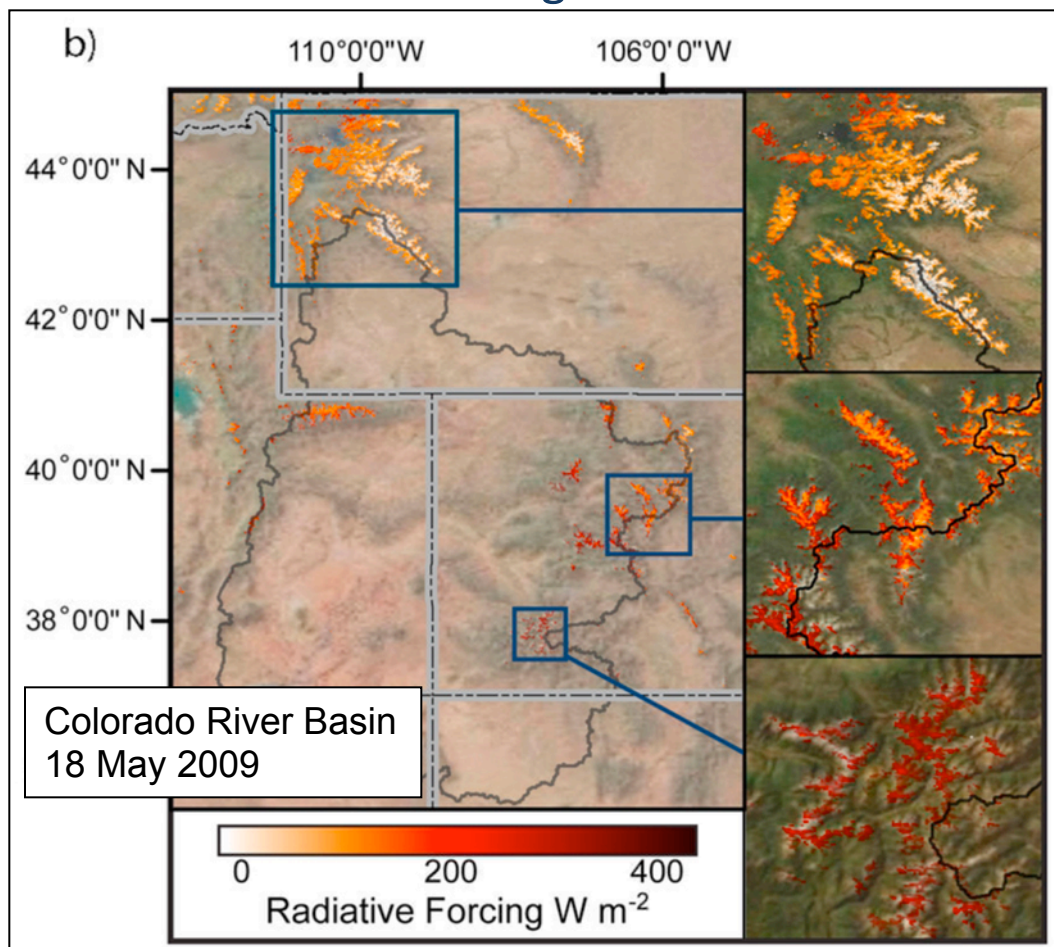 b)
110°0'0"W 106°0'0"W
44°0'0" N
42°0'0" N
40°0'0" N
38°0'0" N
Colorado River Basin
18 May 2009
0 200 400
Radiative Forcing W m-2